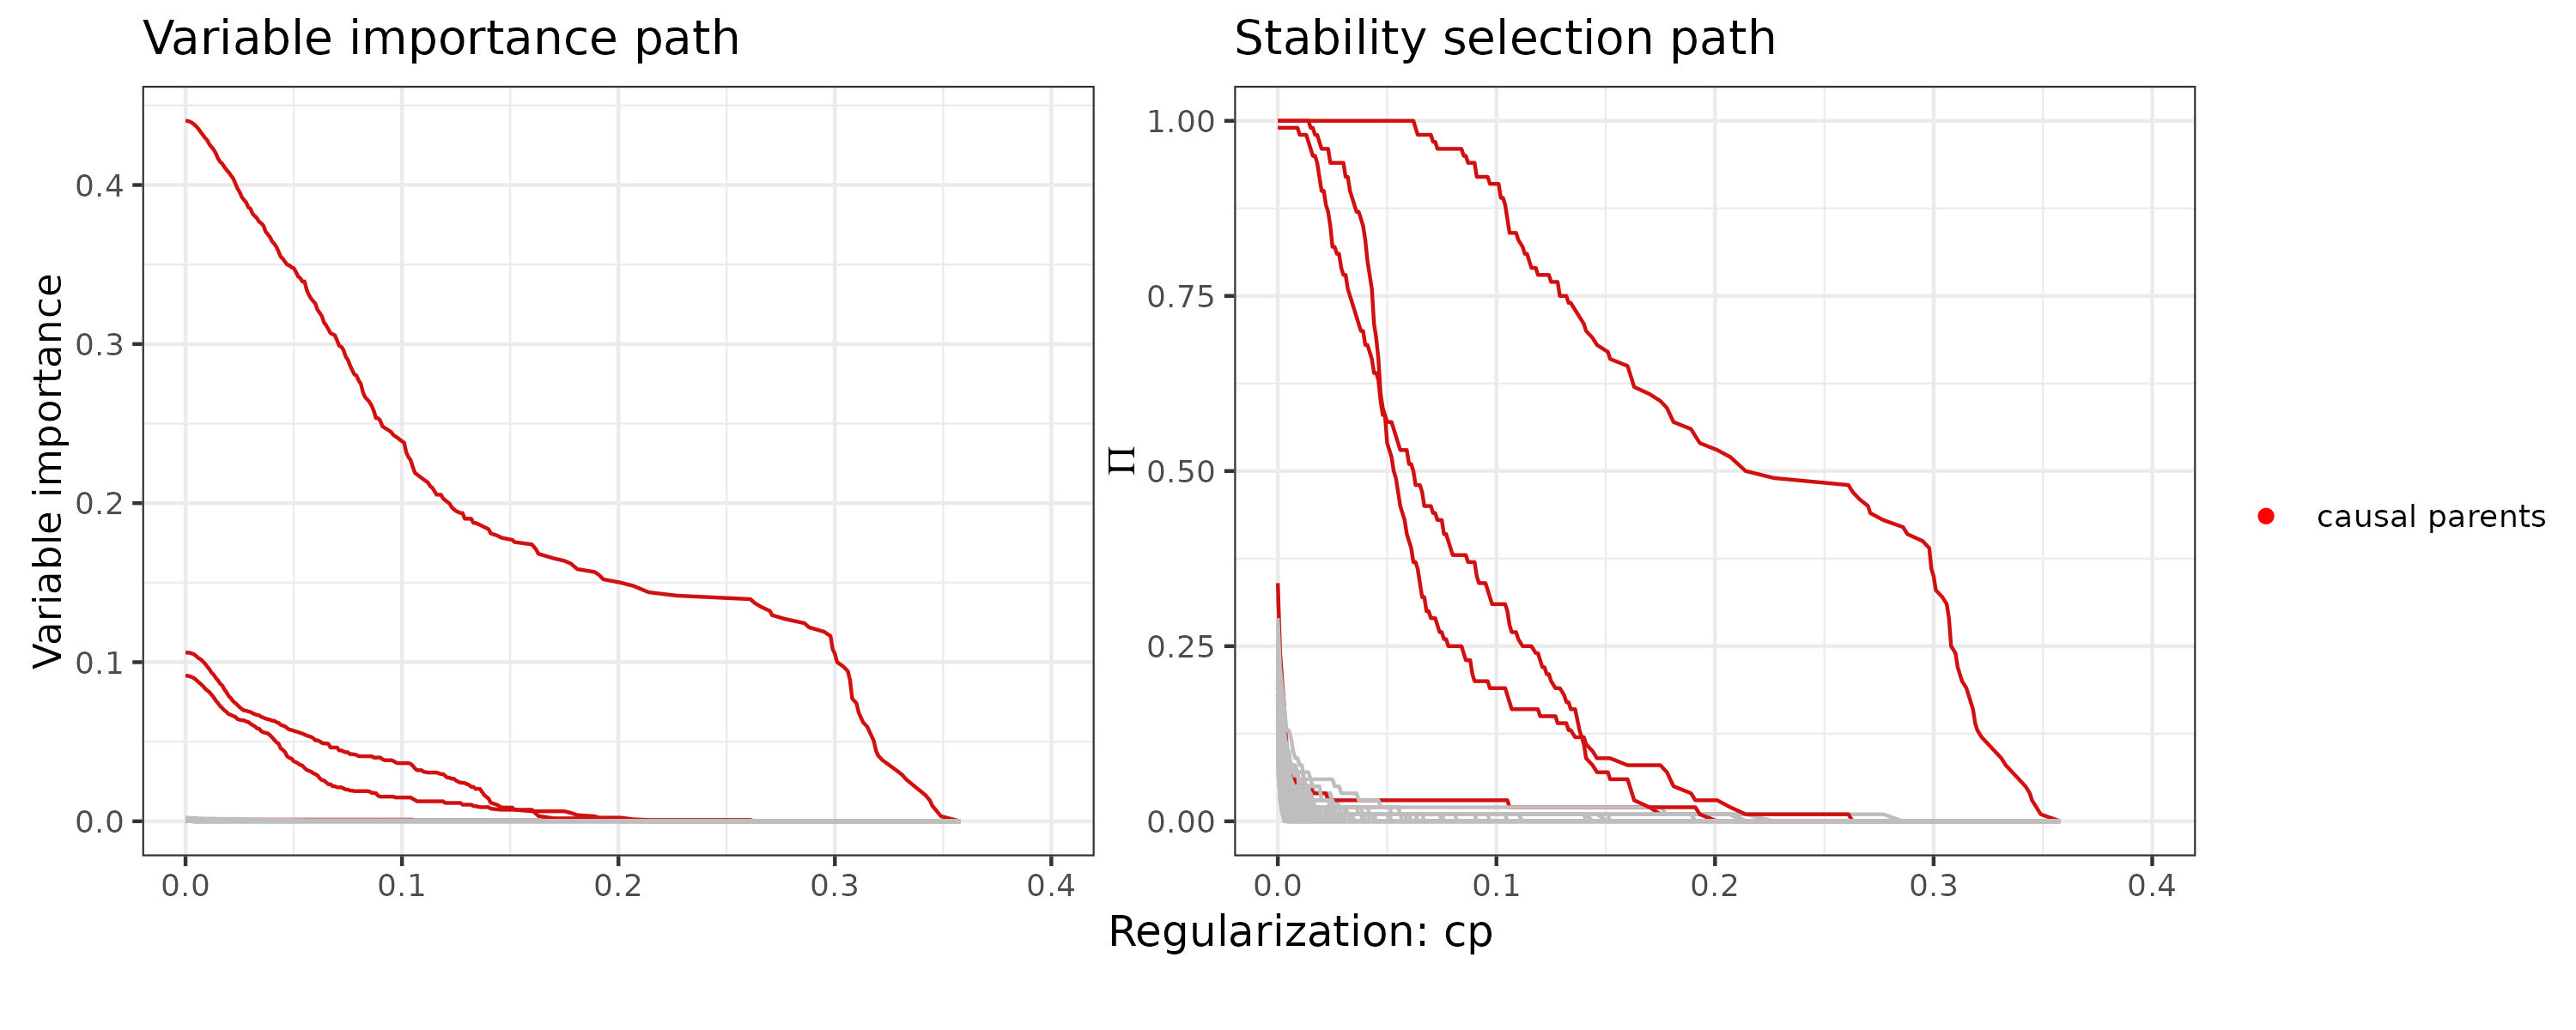 Variable importance path
Stability selection path
Variable importance
0.4
0.3
0.2
0.1
0.0
0.0 0.1 0.2 0.3 0.4
Π
1.00
0.75
0.50
0.25
0.00
0.0 0.1 0.2 0.3 0.4
Regularization: cp
causal parents